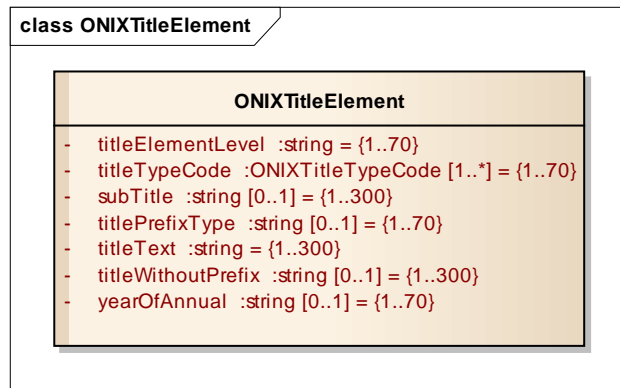 class ONIXTitleElement
ONIXTitleElement
- titleElementLevel :string = {1..70}
- titleTypeCode :ONIXTitleTypeCode [1..*] = {1..70}
- subTitle :string [0..1] = {1..300}
- titlePrefixType :string [0..1] = {1..70}
- titleText :string = {1..300}
- titleWithoutPrefix :string [0..1] = {1..300}
- yearOfAnnual :string [0..1] = {1..70}